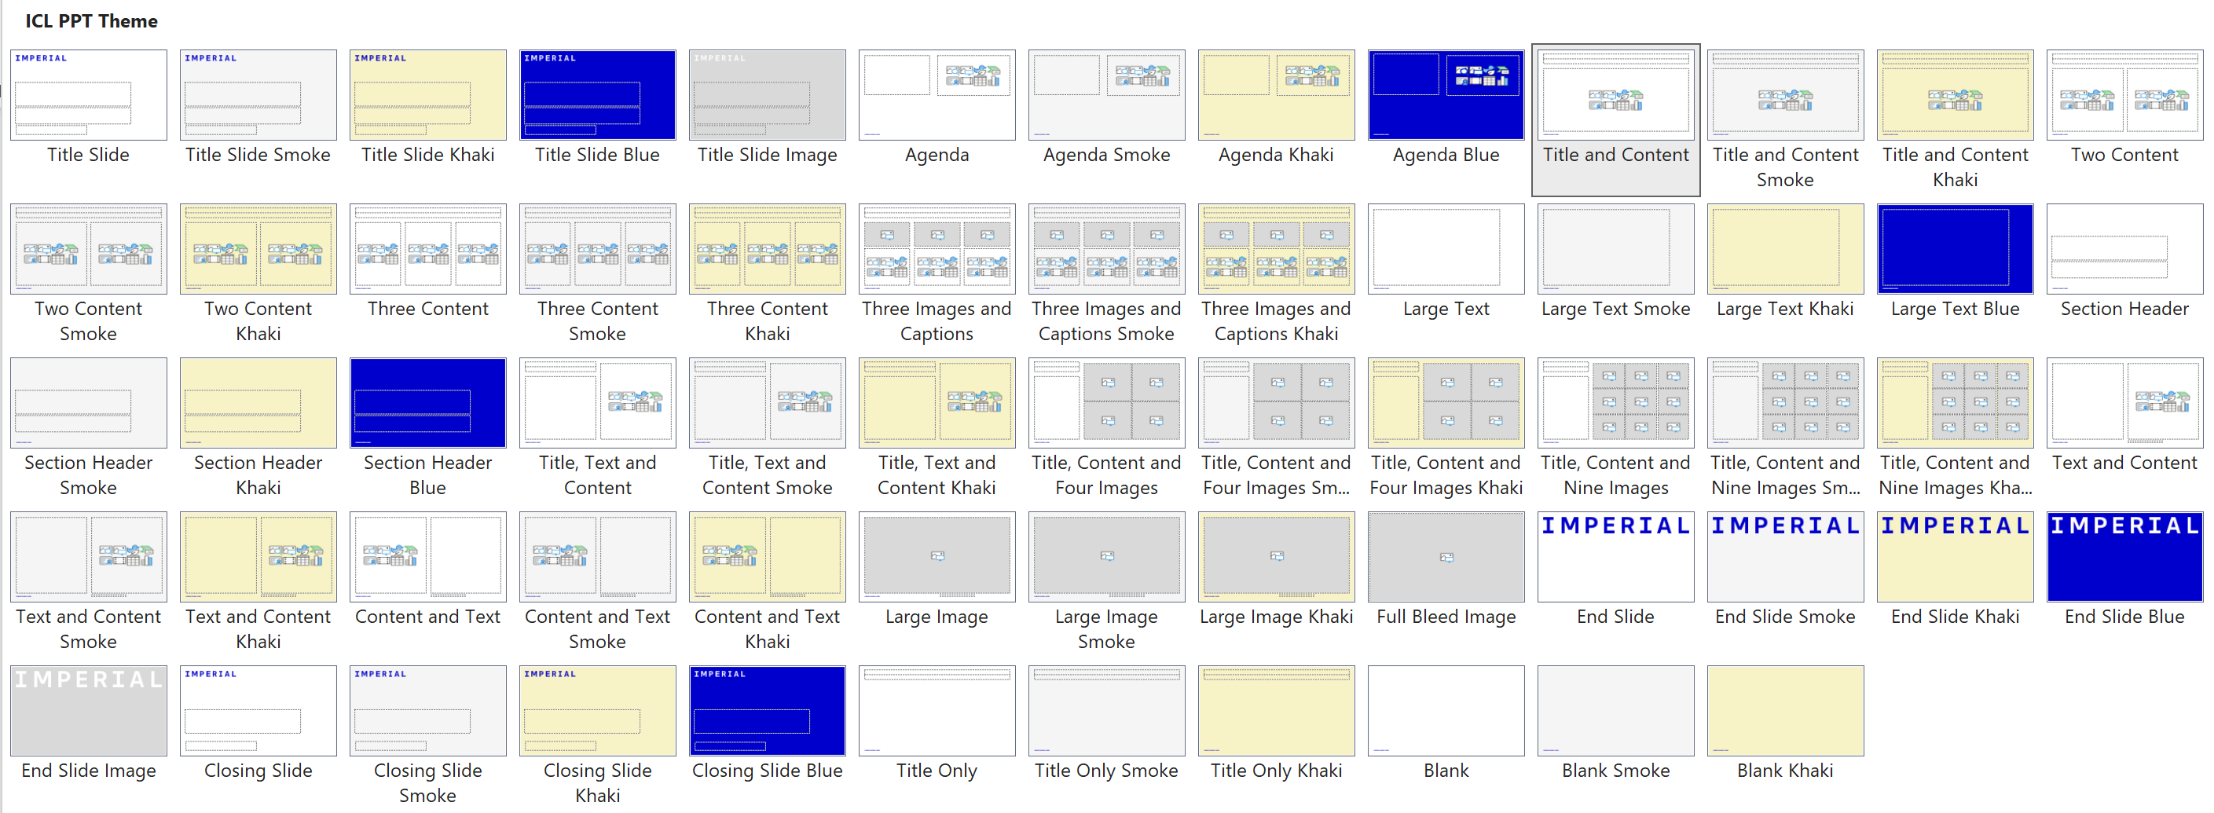 ICL PPT Theme
IMPERIAL IMPERIAL IMPERIAL IMPERIAL IMPERIAL
Title Slide Title Slide Smoke Title Slide Khaki Title Slide Blue Title Slide Image Agenda Agenda Smoke Agenda Khaki Agenda Blue Title and Content Title and Content Title and Content Two Content
Smoke Khaki
Two Content Two Content Three Content Three Content Three Content Three Images and Three Images and Three Images and Large Text Large Text Smoke Large Text Khaki Large Text Blue Section Header
Smoke Khaki Smoke Khaki Captions Captions Smoke Captions Khaki
Section Header Section Header Section Header Title, Text and Title, Text and Title, Text and Title, Content and Title, Content and Title, Content and Title, Content and Title, Content and Title, Content and Text and Content
Smoke Khaki Blue Content Content Smoke Content Khaki Four Images Four Images Sm... Four Images Khaki Nine Images Nine Images Sm... Nine Images Kha...
IMPERIAL IMPERIAL IMPERIAL IMPERIAL
Text and Content Text and Content Content and Text Content and Text Content and Text Large Image Large Image Large Image Khaki Full Bleed Image End Slide End Slide Smoke End Slide Khaki End Slide Blue
Smoke Khaki Smoke Khaki Smoke
IMPERIAL IMPERIAL IMPERIAL IMPERIAL IMPERIAL
End Slide Image Closing Slide Closing Slide Closing Slide Closing Slide Blue Title Only Title Only Smoke Title Only Khaki Blank Blank Smoke Blank Khaki
Smoke Khaki